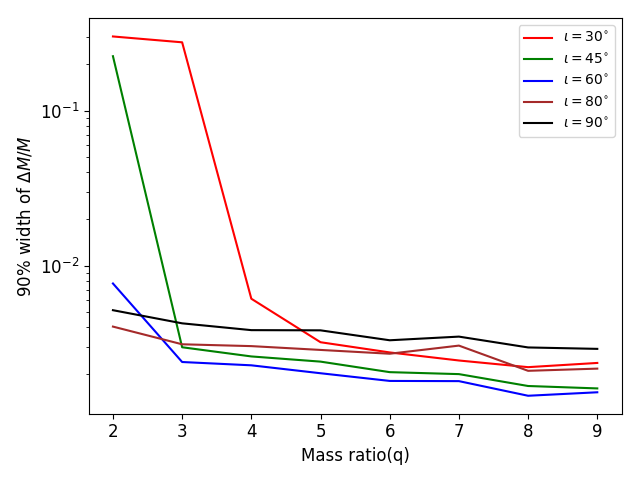 90% width of ΔM/M
10⁻¹
10⁻²
2 3 4 5 6 7 8 9
Mass ratio(q)
ι = 30°
ι = 45°
ι = 60°
ι = 80°
ι = 90°